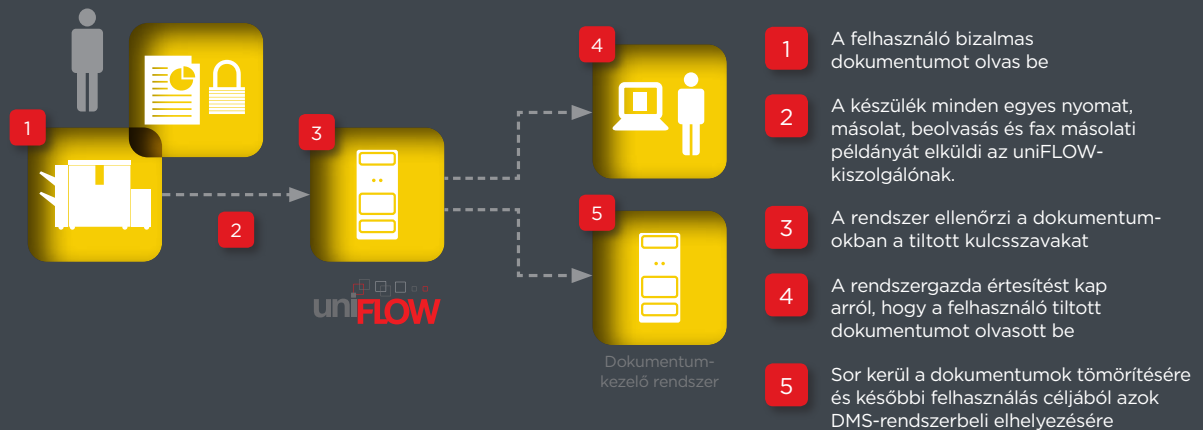 1
2
3
uniFLOW
4
5
Dokumentum-
kezelő rendszer
1
A felhasználó bizalmas
dokumentumot olvas be
2
A készülék minden egyes nyomat,
másolat, beolvasás és fax másolati
példányát elküldi az uniFLOW-
kiszolgálónak.
3
A rendszer ellenőrzi a dokumentum-
okban a tiltott kulcsszavakat
4
A rendszergazda értesítést kap
arról, hogy a felhasználó tiltott
dokumentumot olvasott be
5
Sor kerül a dokumentumok tömörítésére
és későbbi felhasználás céljából azok
DMS-rendszerbeli elhelyezésére